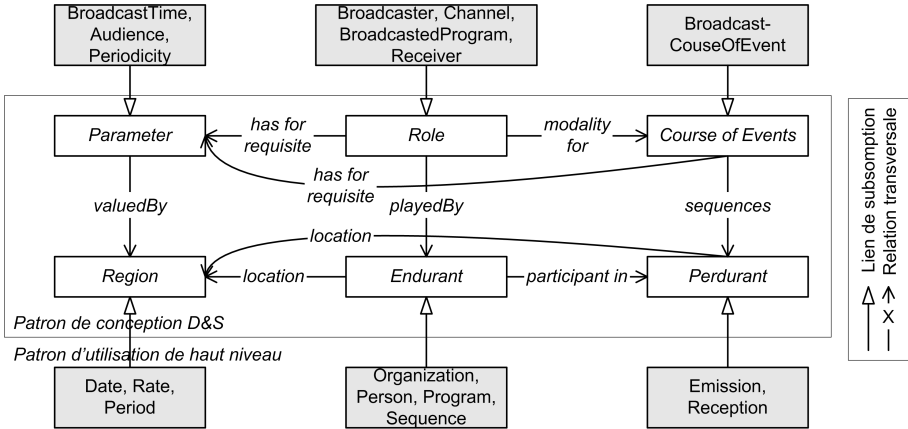 BroadcastTime,
Audience,
Periodicity
Broadcaster, Channel,
BroadcastedProgram,
Receiver
Broadcast-
CouseOfEvent
Parameter
has for
requisite
Role
modality
for
Course of Events
has for
requisite
valuedBy
playedBy
sequences
location
Region
location
Endurant
participant in
Perdurant
Patron de conception D&S
Patron d'utilisation de haut niveau
Date, Rate,
Period
Organization,
Person, Program,
Sequence
Emission,
Reception
Lien de subsomption
X Relation transversale